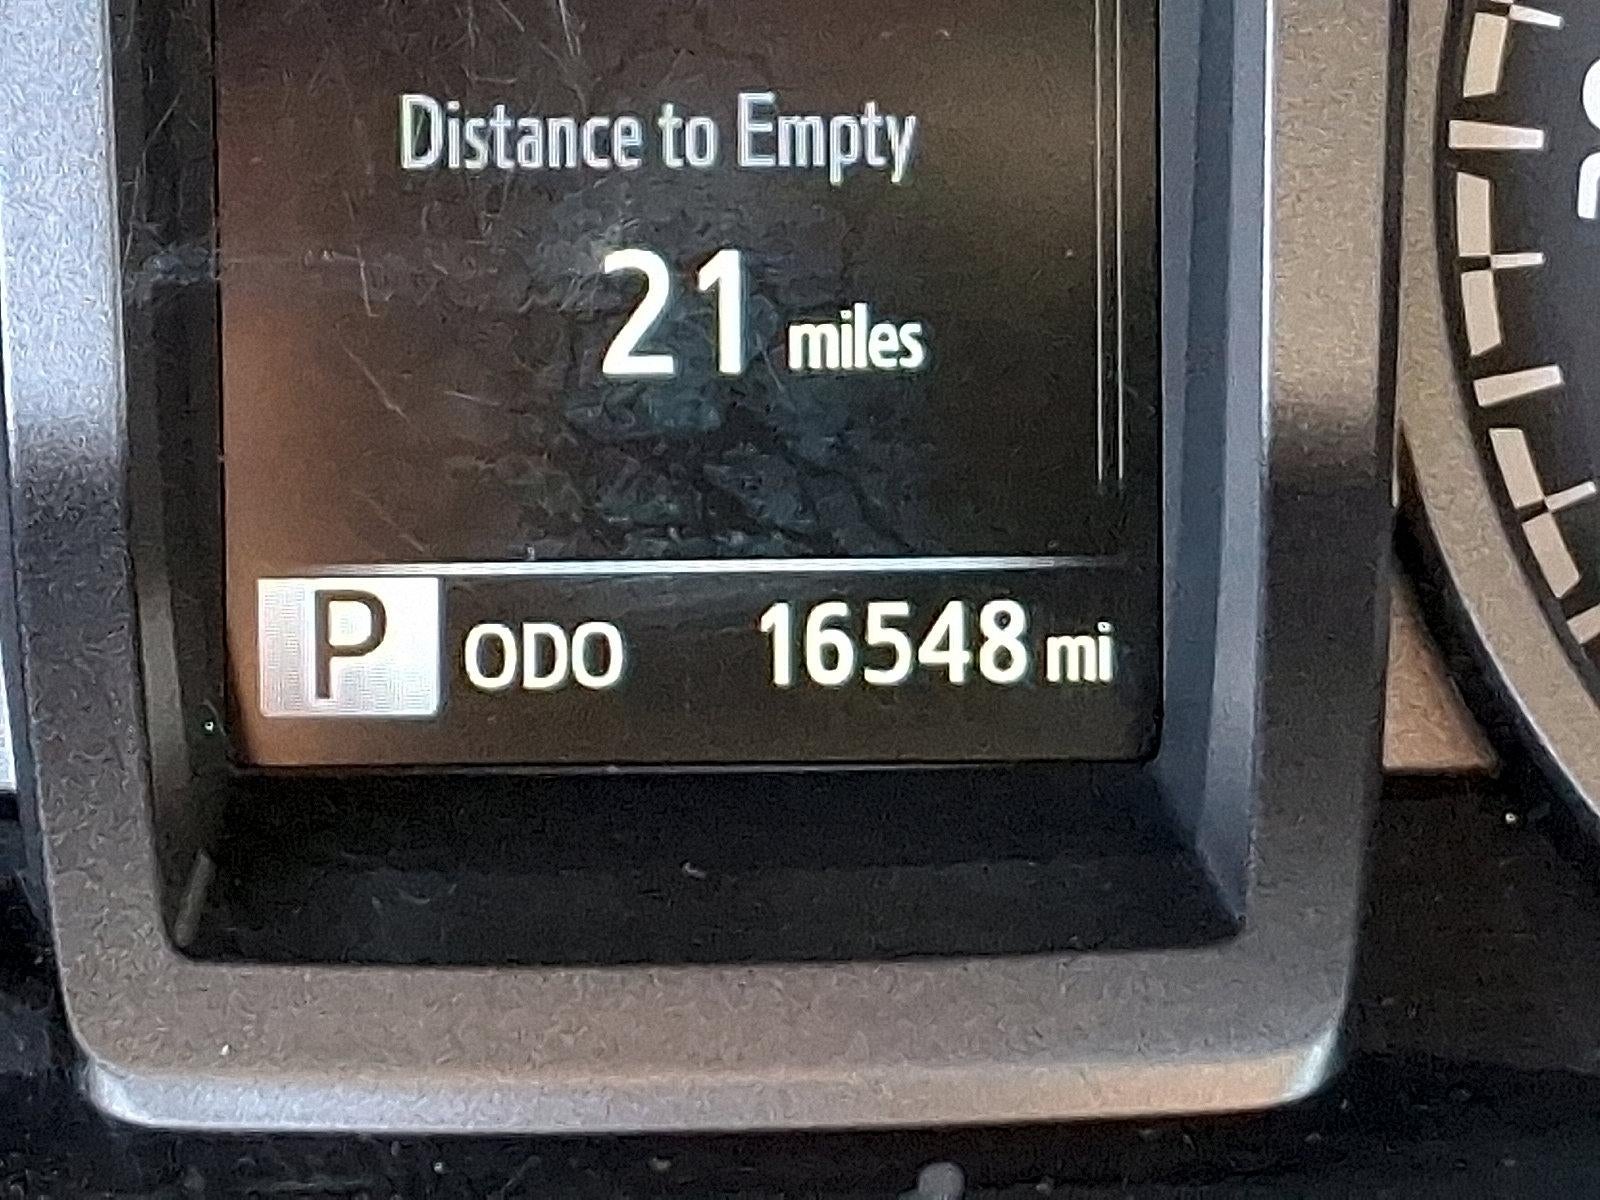 Distance to Empty
21 miles
P ODO 16548 mi